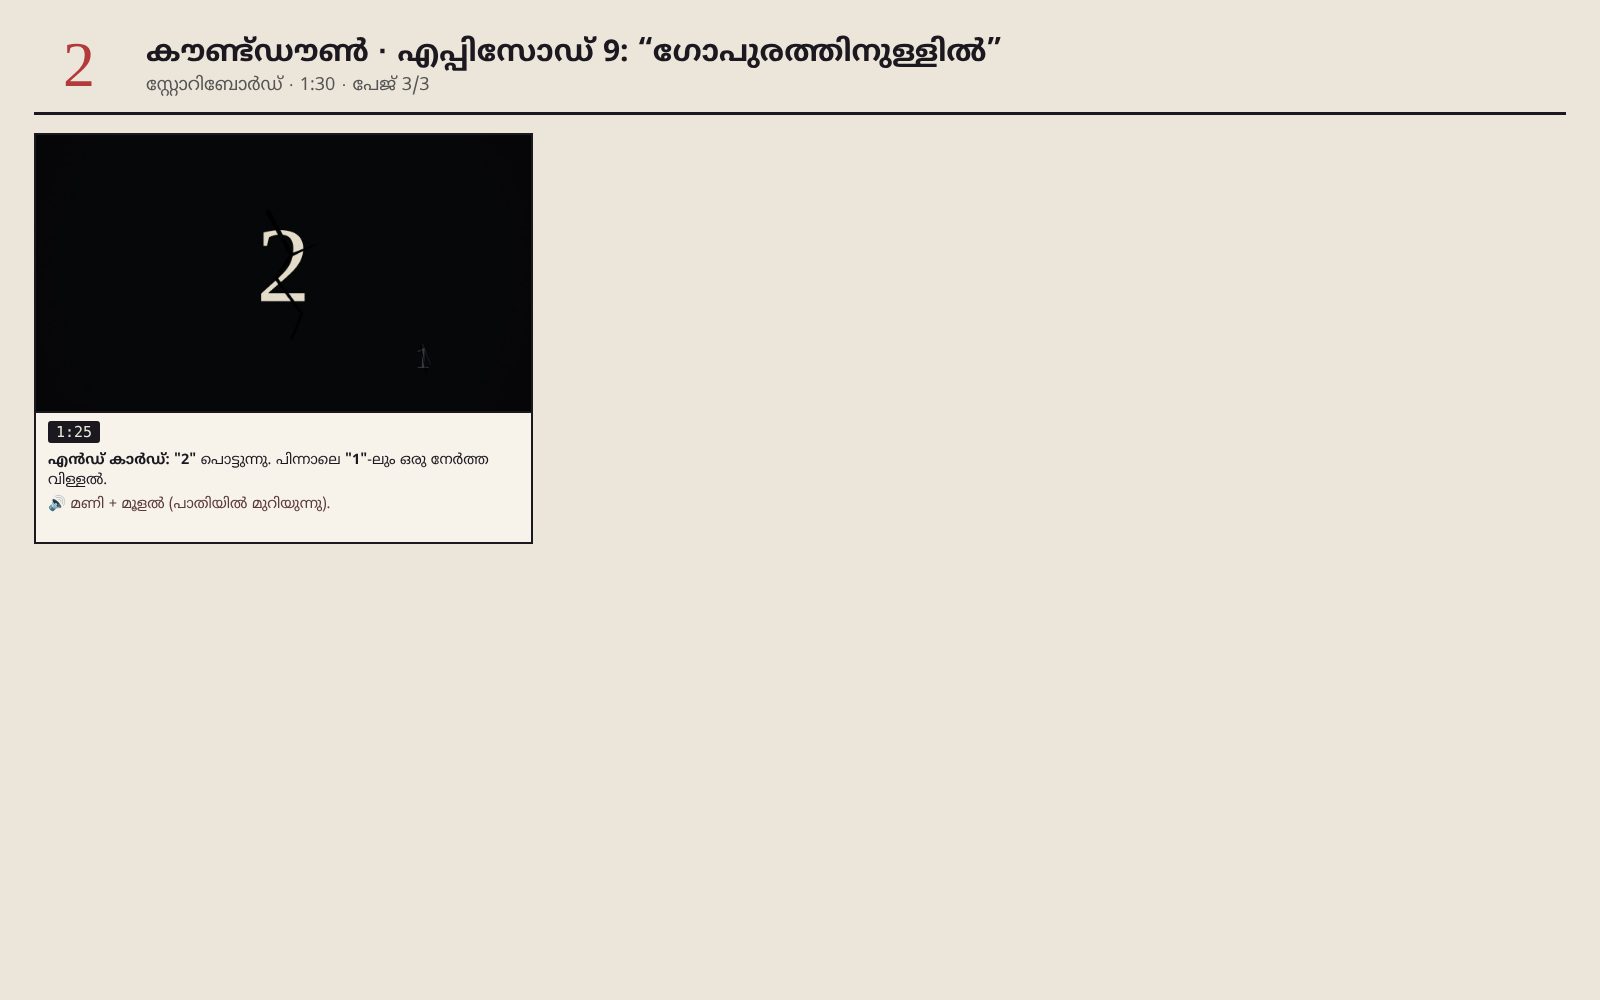 2
കൗണ്ട്ഡൗൺ · എപ്പിസോഡ് 9: “ഗോപുരത്തിനുള്ളിൽ”
സ്റ്റോറിബോർഡ് · 1:30 · പേജ് 3/3
2
1
1:25
എൻഡ് കാർഡ്: "2" പൊട്ടുന്നു. പിന്നാലെ "1"-ലും ഒരു നേർത്ത
വിള്ളൽ.
🔊 മണി + മൂളൽ (പാതിയിൽ മുറിയുന്നു).